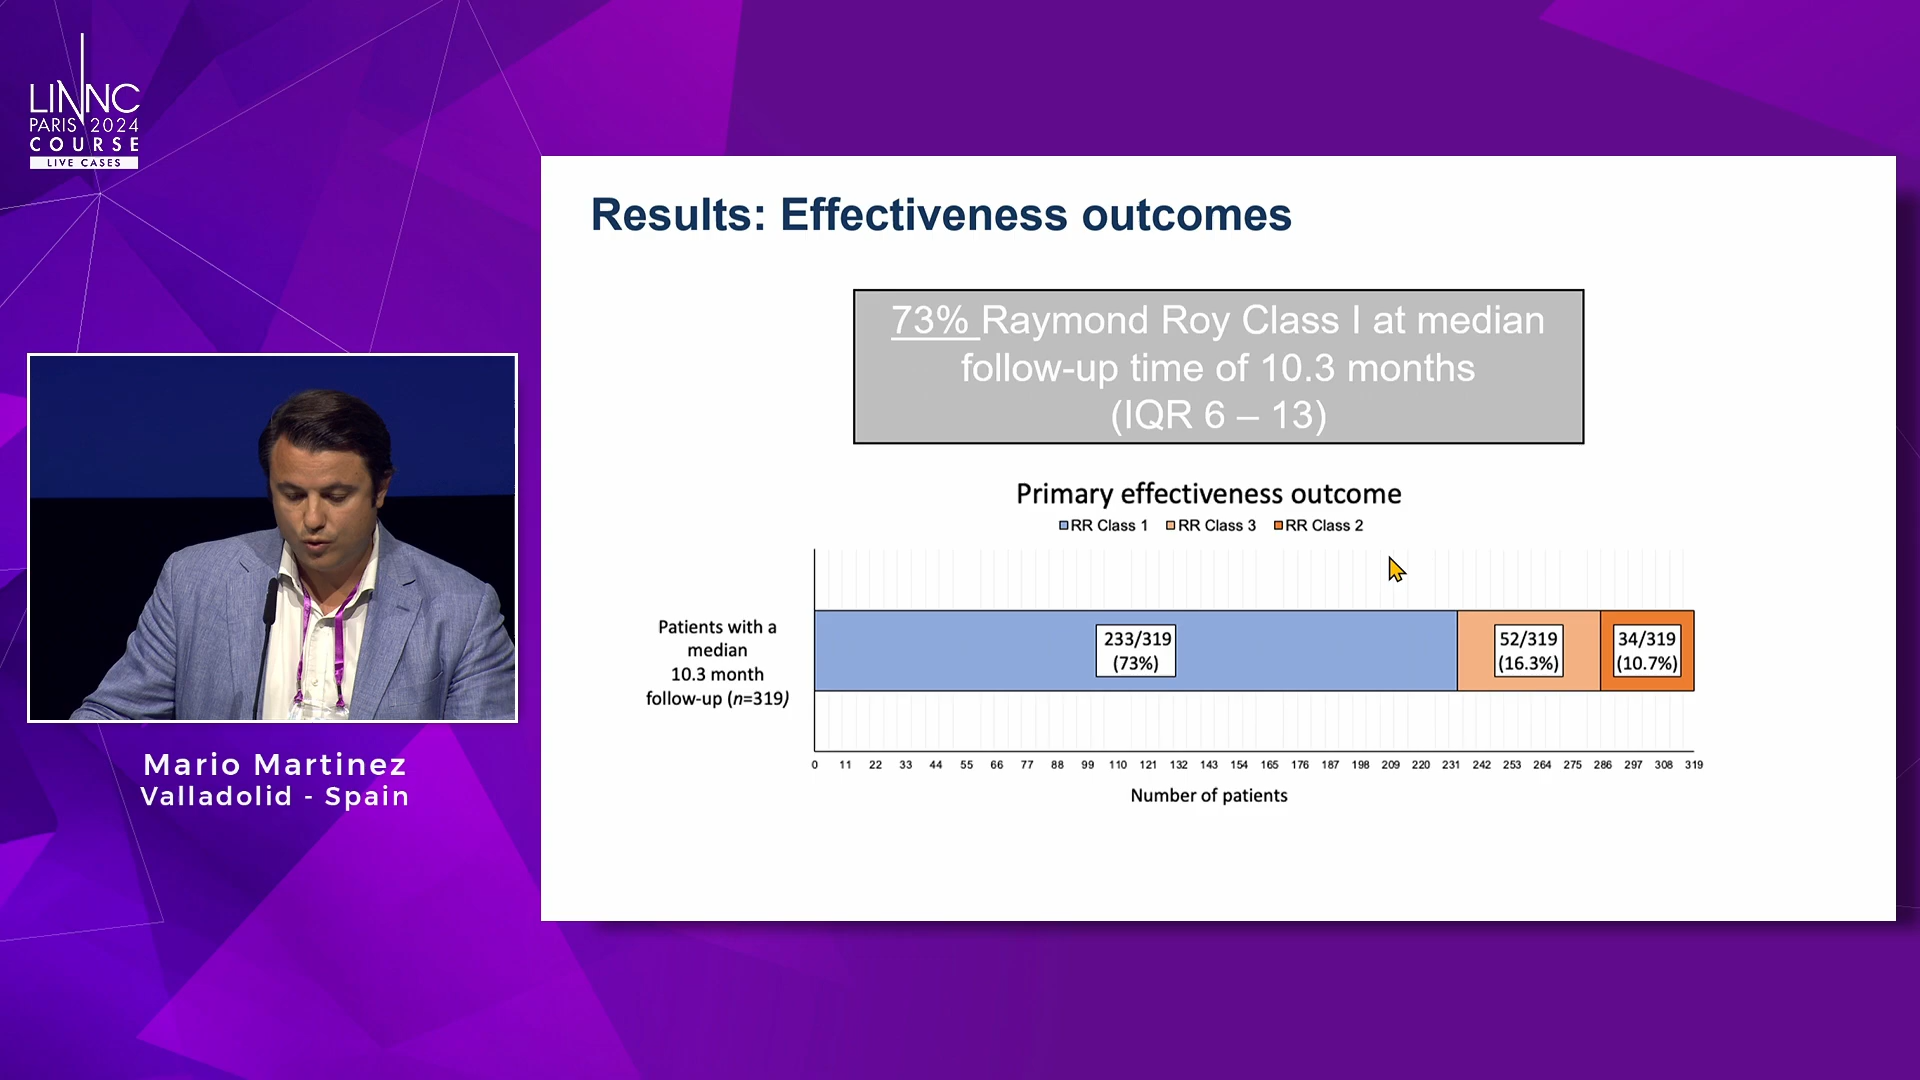 LINNC
PARIS 2024
COURSE
LIVE CASES
Results: Effectiveness outcomes
73% Raymond Roy Class I at median
follow-up time of 10.3 months
(IQR 6 – 13)
Primary effectiveness outcome
RR Class 1 RR Class 3 RR Class 2
Patients with a
median
10.3 month
follow-up (n=319)
233/319
(73%)
52/319
(16.3%)
34/319
(10.7%)
0 11 22 33 44 55 66 77 88 99 110 121 132 143 154 165 176 187 198 209 220 231 242 253 264 275 286 297 308 319
Number of patients
Mario Martinez
Valladolid - Spain